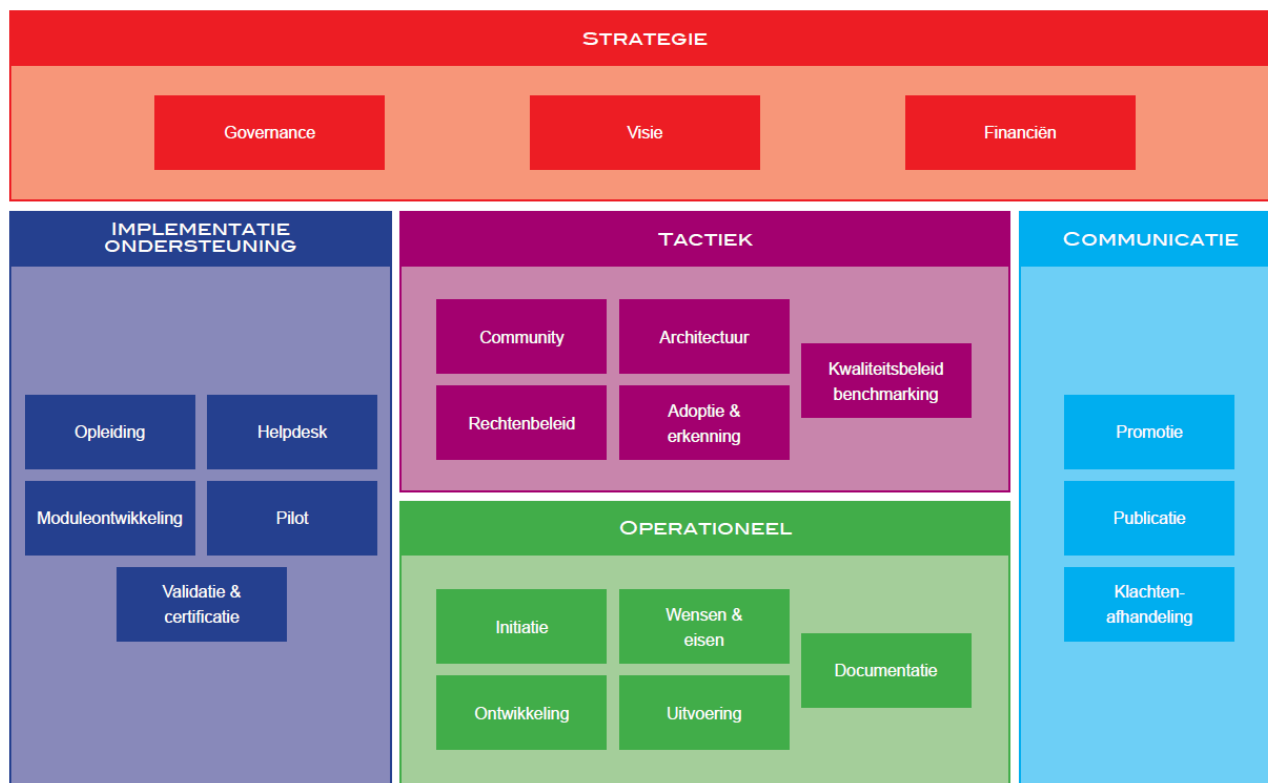 STRATEGIE
Governance
Visie
Financiën
IMPLEMENTATIE
ONDERSTEUNING
Opleiding
Helpdesk
Moduleontwikkeling
Pilot
Validatie &
certificatie
TACTIEK
Community
Architectuur
Kwaliteitsbeleid
benchmarking
Rechtenbeleid
Adoptie &
erkenning
OPERATIONEEL
Initiatie
Wensen &
eisen
Documentatie
Ontwikkeling
Uitvoering
COMMUNICATIE
Promotie
Publicatie
Klachten-
afhandeling